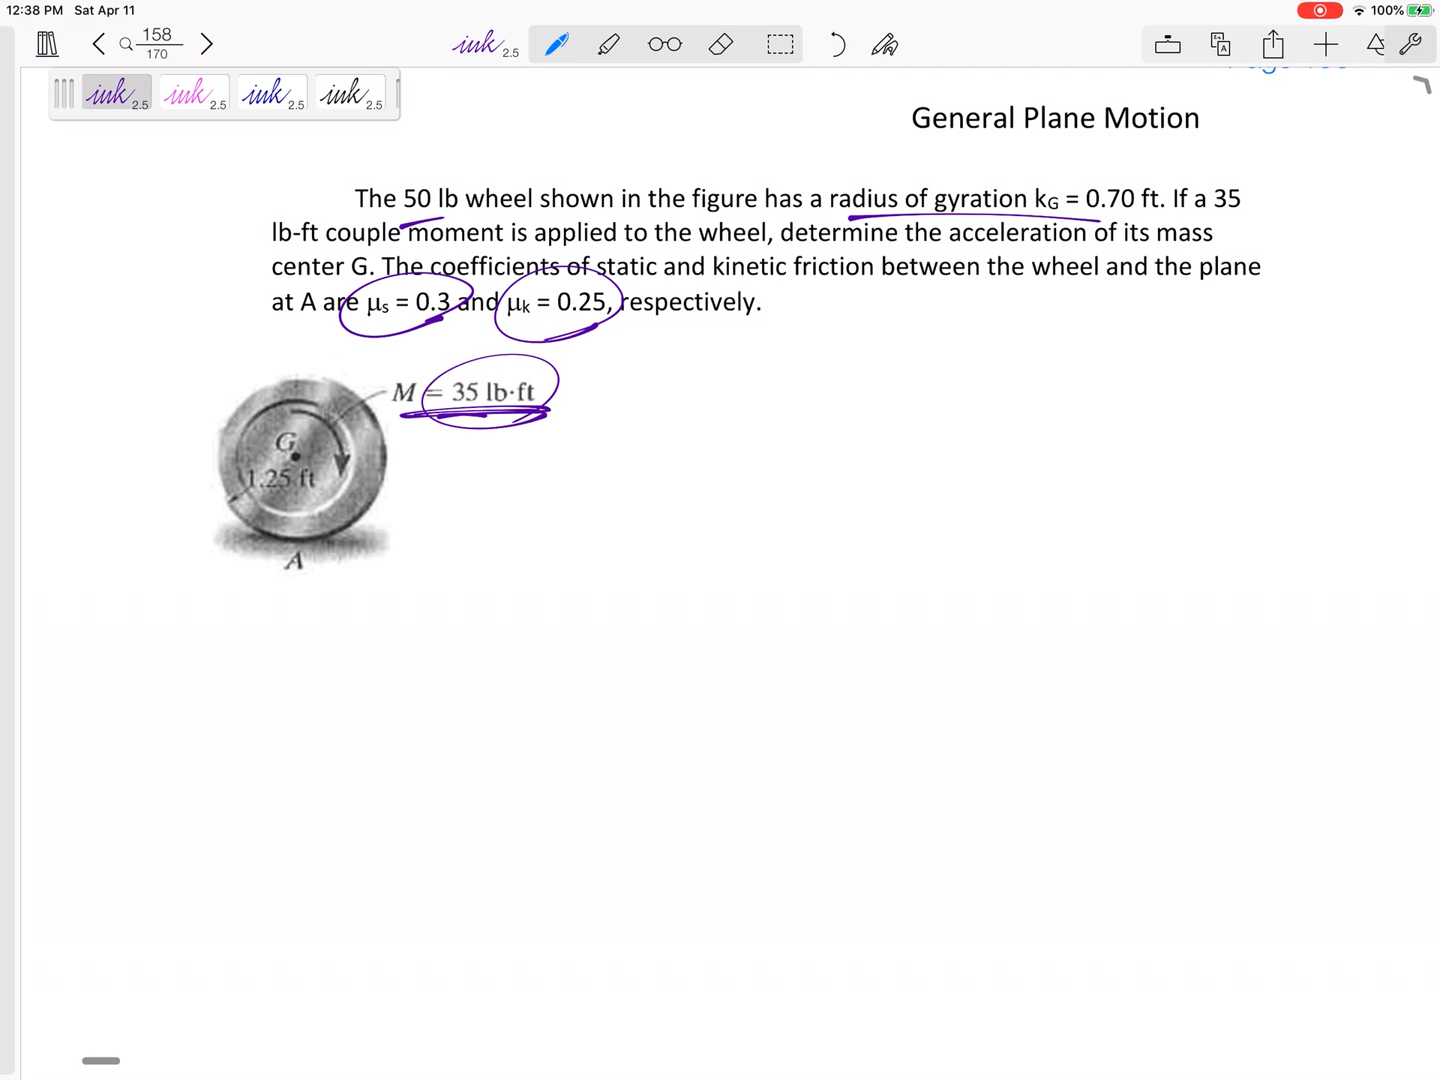 12:38 PM Sat Apr 11
100%
158
170
ink 2.5
ink 2.5
ink 2.5
ink 2.5
ink 2.5
General Plane Motion
The 50 lb wheel shown in the figure has a radius of gyration kG = 0.70 ft. If a 35
lb-ft couple moment is applied to the wheel, determine the acceleration of its mass
center G. The coefficients of static and kinetic friction between the wheel and the plane
at A are μs = 0.3 and μk = 0.25, respectively.
M = 35 lb·ft
G
1.25 ft
A